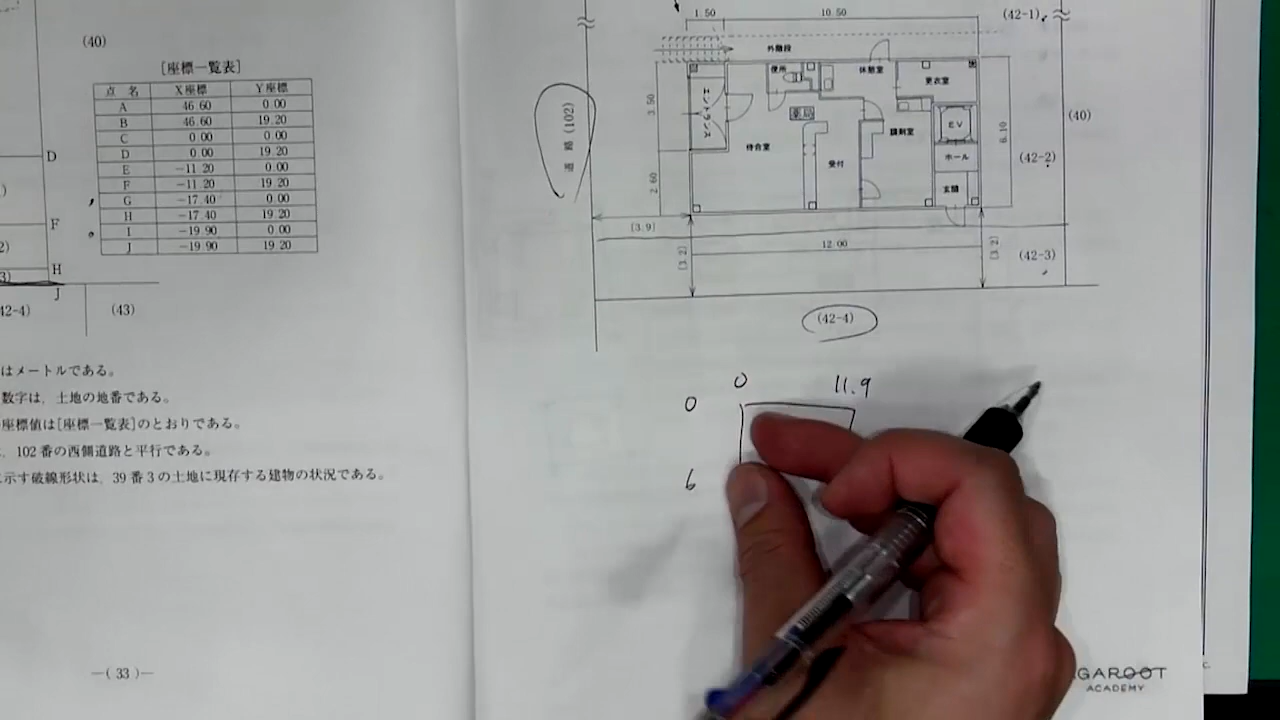 (40)
[座標一覧表]
点 名 X座標 Y座標
A 46.60 0.00
B 46.60 19.20
C 0.00 0.00
D 0.00 19.20
E −11.20 0.00
F −11.20 19.20
G −17.40 0.00
H −17.40 19.20
I −19.90 0.00
J −19.90 19.20
D
F
H
J
42-4)
(43)
はメートルである。
数字は、土地の地番である。
座標値は[座標一覧表]のとおりである。
、102番の西側道路と平行である。
に示す破線形状は、39番3の土地に現存する建物の状況である。
—( 33 )—
1.50 10.50 (42-1)
外階段
便所 休憩室 更衣室
エントランス
3.50
薬局
調剤室
EV
(40)
道路 (102)
待合室
受付
ホール
6.10
(42-2)
玄関
2.60
[3.9]
12.00
[3.2]
[3.2]
(42-3)
(42-4)
0 11.9
0
6
GAROOT
ACADEMY